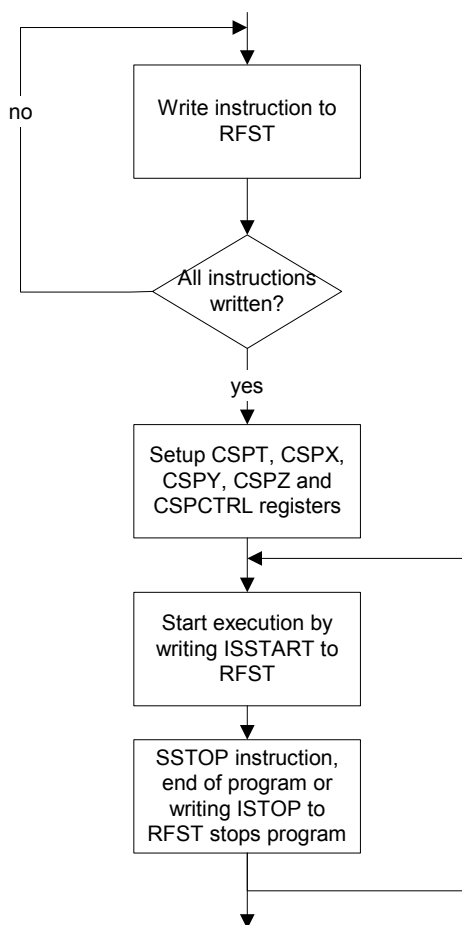 Write instruction to
RFST
no
All instructions
written?
yes
Setup CSPT, CSPX,
CSPY, CSPZ and
CSPCTRL registers
Start execution by
writing ISSTART to
RFST
SSTOP instruction,
end of program or
writing ISTOP to
RFST stops program